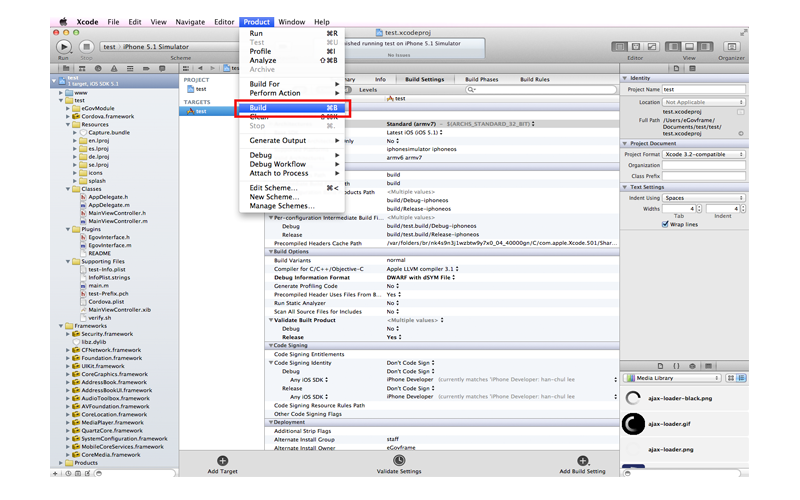 Xcode File Edit View Navigate Editor Product Window Help
test.xcodeproj
Run Stop
test iPhone 5.1 Simulator
Scheme
Finished running test on iPhone 5.1 Simulator
No Issues
Editor View Organizer
Run ⌘R
Test ⌘U
Profile ⌘I
Analyze ⇧⌘B
Archive
Build For
Perform Action
Build ⌘B
Clean ⇧⌘K
Stop ⌘.
Generate Output
Debug
Debug Workflow
Attach to Process
Edit Scheme... ⌘<
New Scheme...
Manage Schemes...
test
1 target, iOS SDK 5.1
www
test
eGovModule
Cordova.framework
Resources
Capture.bundle
en.lproj
es.lproj
de.lproj
se.lproj
icons
splash
Classes
AppDelegate.h
AppDelegate.m
MainViewController.h
MainViewController.m
Plugins
EgovInterface.h
EgovInterface.m
README
Supporting Files
test-Info.plist
InfoPlist.strings
main.m
test-Prefix.pch
Cordova.plist
MainViewController.xib
verify.sh
Frameworks
Security.framework
libz.dylib
CFNetwork.framework
Foundation.framework
UIKit.framework
CoreGraphics.framework
AddressBook.framework
AddressBookUI.framework
AudioToolbox.framework
AVFoundation.framework
CoreLocation.framework
MediaPlayer.framework
QuartzCore.framework
SystemConfiguration.framework
MobileCoreServices.framework
CoreMedia.framework
Products
PROJECT
test
TARGETS
test
Info Build Settings Build Phases Build Rules
Levels
test
Standard (armv7) - $(ARCHS_STANDARD_32_BIT)
Latest iOS (iOS 5.1)
No
iphonesimulator iphoneos
armv6 armv7
build
build
<Multiple values>
build/Debug-iphoneos
build/Release-iphoneos
Per-configuration Intermediate Build Fi... <Multiple values>
Debug build/test.build/Debug-iphoneos
Release build/test.build/Release-iphoneos
Precompiled Headers Cache Path /var/folders/br/nk4s9n3j1wzbtw9y7x0_04_40000gn/C/com.apple.Xcode.501/Shar...
Build Options
Build Variants normal
Compiler for C/C++/Objective-C Apple LLVM compiler 3.1
Debug Information Format DWARF with dSYM File
Generate Profiling Code No
Precompiled Header Uses Files From B... Yes
Run Static Analyzer No
Scan All Source Files for Includes No
Validate Built Product <Multiple values>
Debug No
Release Yes
Code Signing
Code Signing Entitlements
Code Signing Identity Don't Code Sign
Debug Don't Code Sign
Any iOS SDK iPhone Developer (currently matches 'iPhone Developer: han-chul lee
Release Don't Code Sign
Any iOS SDK iPhone Developer (currently matches 'iPhone Developer: han-chul lee
Code Signing Resource Rules Path
Other Code Signing Flags
Deployment
Additional Strip Flags
Alternate Install Group staff
Alternate Install Owner eGovframe
Add Target Validate Settings Add Build Setting
Identity
Project Name test
Location Not Applicable
test.xcodeproj
Full Path /Users/eGovframe/
Documents/test/test/
test.xcodeproj
Project Document
Project Format Xcode 3.2-compatible
Organization
Class Prefix
Text Settings
Indent Using Spaces
Widths 4 4
Tab Indent
Wrap lines
Media Library
ajax-loader-black.png
ajax-loader.gif
ajax-loader.png